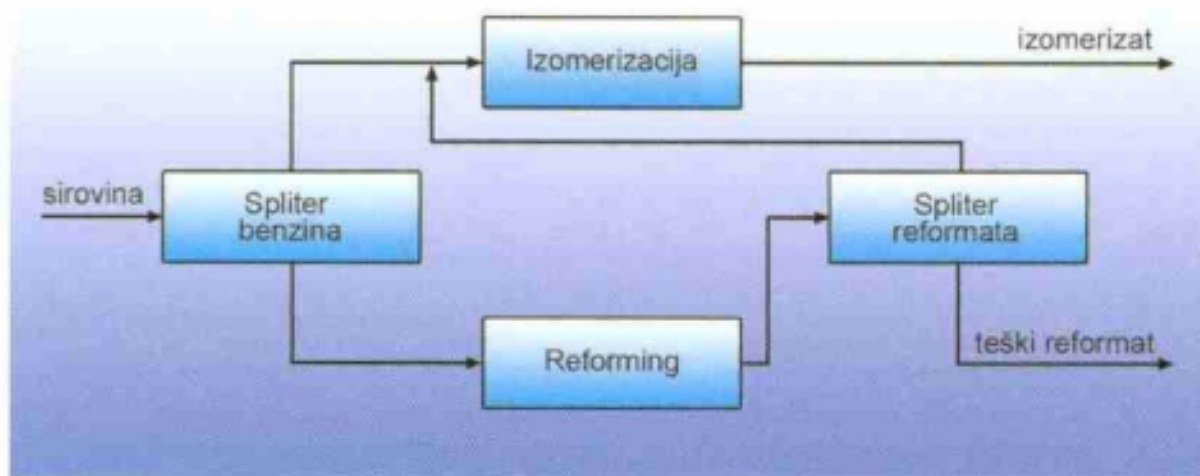 Izomerizacija
izomerizat
sirovina
Spliter
benzina
Spliter
reformata
Reforming
teški reformat